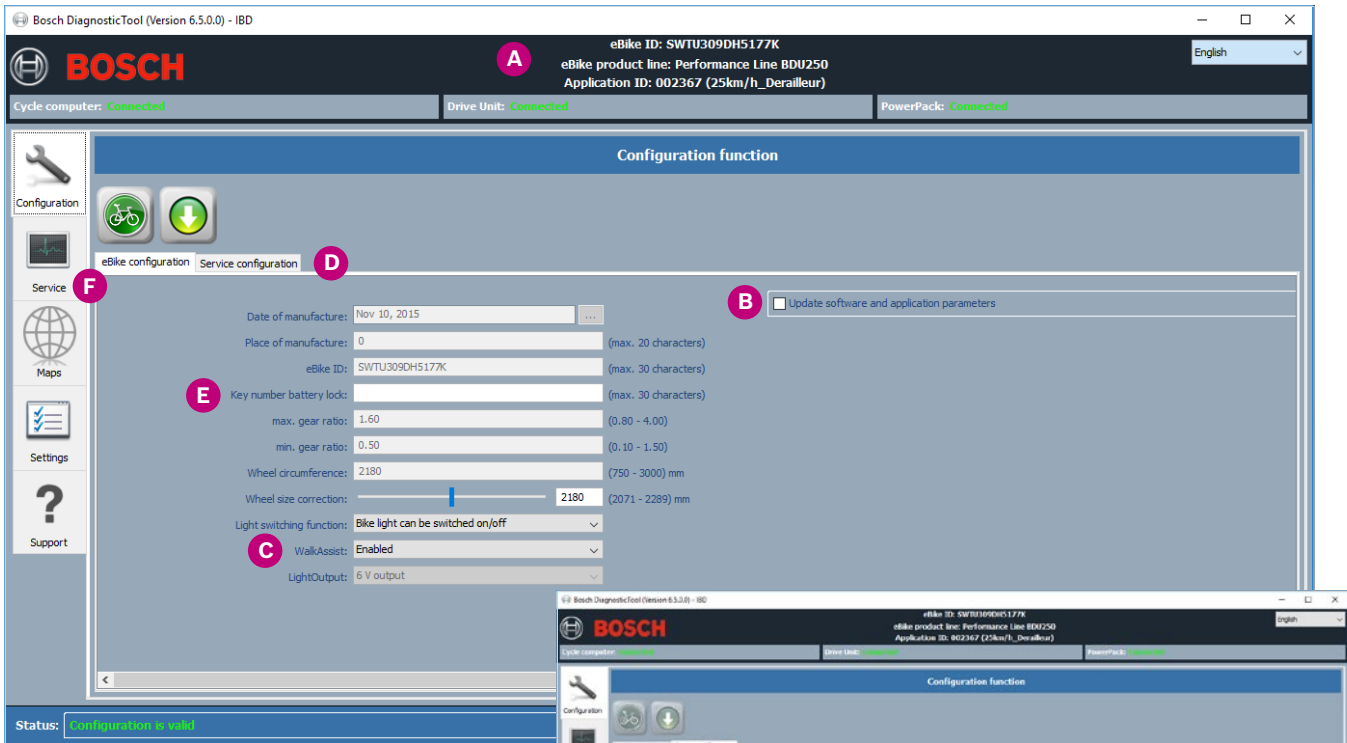 Bosch DiagnosticTool (Version 6.5.0.0) - IBD
BOSCH
A
eBike ID: SWTU309DH5177K
eBike product line: Performance Line BDU250
Application ID: 002367 (25km/h_Derailleur)
English
Cycle computer: Connected
Drive Unit: Connected
PowerPack: Connected
Configuration function
Configuration
eBike configuration
Service configuration
D
Service
F
B
Update software and application parameters
Date of manufacture: Nov 10, 2015 ...
Place of manufacture: 0 (max. 20 characters)
eBike ID: SWTU309DH5177K (max. 30 characters)
Maps
E
Key number battery lock: (max. 30 characters)
max. gear ratio: 1.60 (0.80 - 4.00)
min. gear ratio: 0.50 (0.10 - 1.50)
Settings
Wheel circumference: 2180 (750 - 3000) mm
Wheel size correction: 2180 (2071 - 2289) mm
Light switching function: Bike light can be switched on/off
Support
C
WalkAssist: Enabled
LightOutput: 6 V output
Status: Configuration is valid
Bosch DiagnosticTool (Version 6.5.0.0) - IBD
BOSCH
eBike ID: SWTU309DH5177K
eBike product line: Performance Line BDU250
Application ID: 002367 (25km/h_Derailleur)
English
Cycle computer: Connected
Drive Unit: Connected
PowerPack: Connected
Configuration function
Configuration